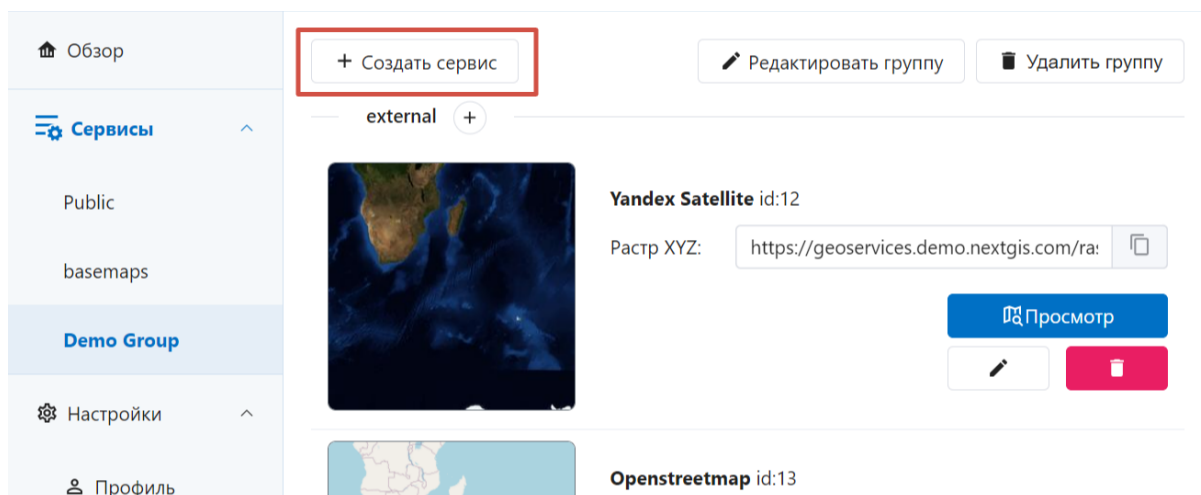 Обзор
Сервисы
Public
basemaps
Demo Group
Настройки
Профиль
+ Создать сервис
Редактировать группу
Удалить группу
external +
Yandex Satellite id:12
Растр XYZ: https://geoservices.demo.nextgis.com/ras
Просмотр
Openstreetmap id:13